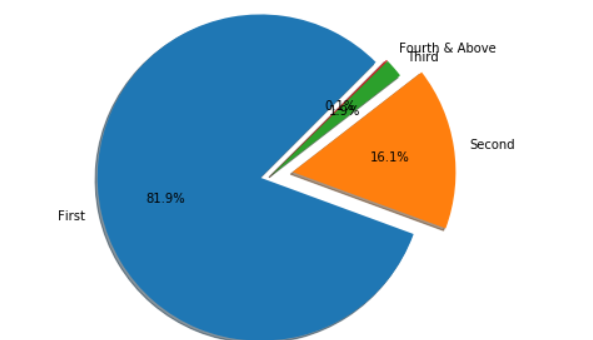 Fourth & Above
Third
0.1%
1.9%
Second
16.1%
81.9%
First